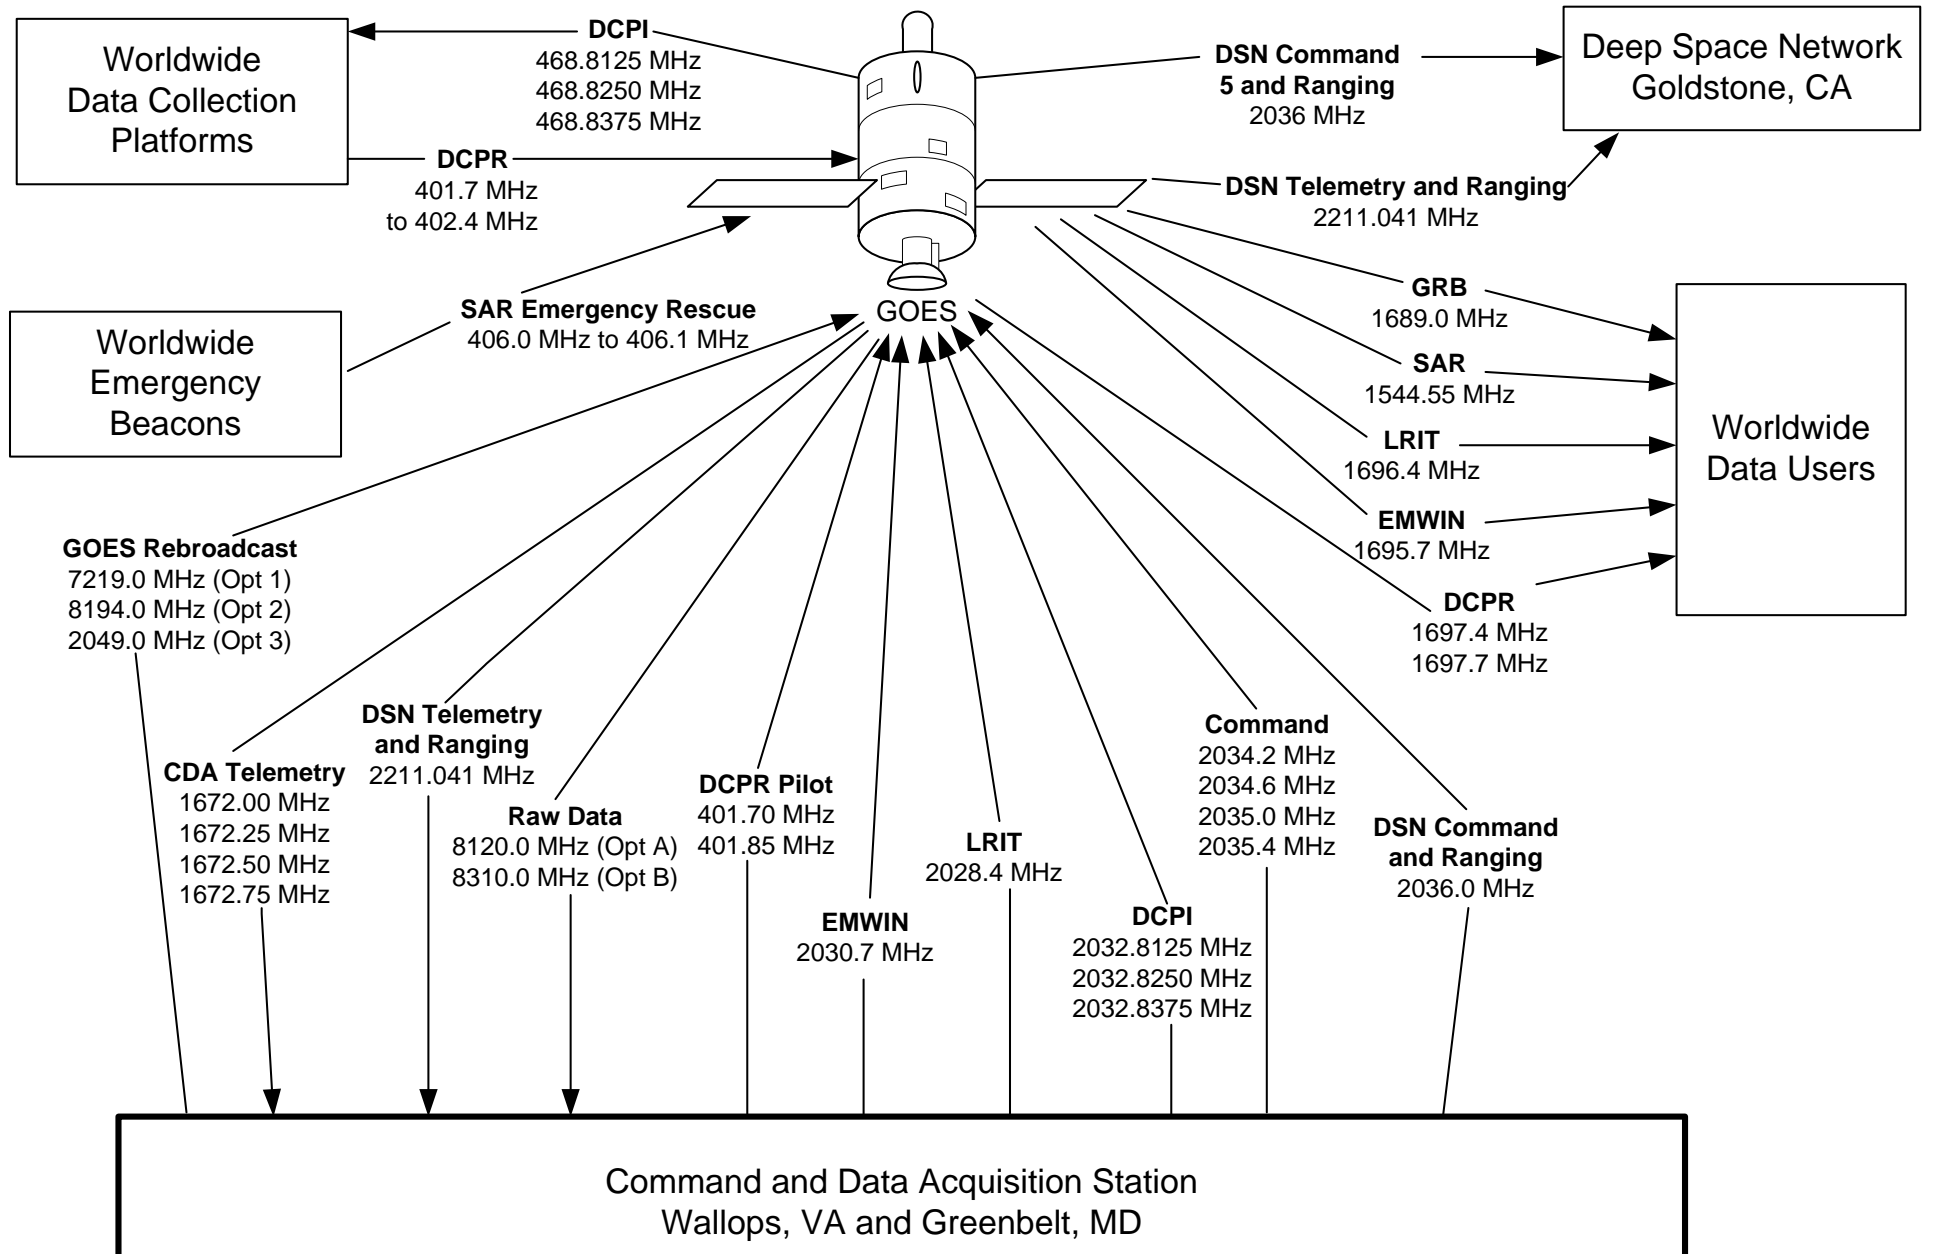 Worldwide
Data Collection
Platforms
DCPI
468.8125 MHz
468.8250 MHz
468.8375 MHz
DCPR
401.7 MHz
to 402.4 MHz
DSN Command
5 and Ranging
2036 MHz
Deep Space Network
Goldstone, CA
DSN Telemetry and Ranging
2211.041 MHz
Worldwide
Emergency
Beacons
SAR Emergency Rescue
406.0 MHz to 406.1 MHz
GOES
GRB
1689.0 MHz
SAR
1544.55 MHz
LRIT
1696.4 MHz
EMWIN
1695.7 MHz
DCPR
1697.4 MHz
1697.7 MHz
Worldwide
Data Users
GOES Rebroadcast
7219.0 MHz (Opt 1)
8194.0 MHz (Opt 2)
2049.0 MHz (Opt 3)
CDA Telemetry
1672.00 MHz
1672.25 MHz
1672.50 MHz
1672.75 MHz
DSN Telemetry
and Ranging
2211.041 MHz
Raw Data
8120.0 MHz (Opt A)
8310.0 MHz (Opt B)
DCPR Pilot
401.70 MHz
401.85 MHz
EMWIN
2030.7 MHz
LRIT
2028.4 MHz
DCPI
2032.8125 MHz
2032.8250 MHz
2032.8375 MHz
Command
2034.2 MHz
2034.6 MHz
2035.0 MHz
2035.4 MHz
DSN Command
and Ranging
2036.0 MHz
Command and Data Acquisition Station
Wallops, VA and Greenbelt, MD